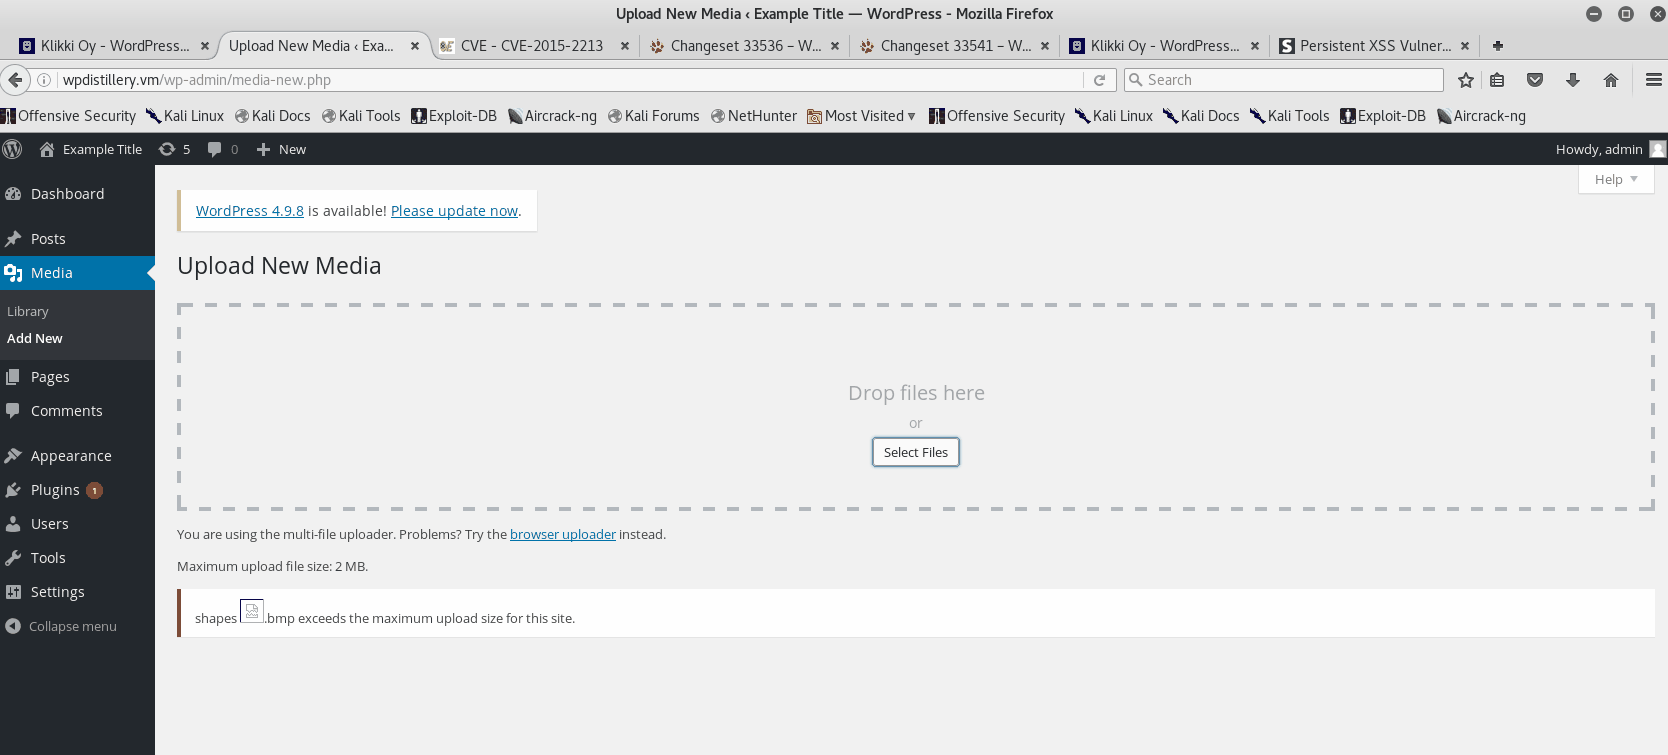 Upload New Media ‹ Example Title — WordPress - Mozilla Firefox
Klikki Oy - WordPress... Upload New Media ‹ Exa... CVE - CVE-2015-2213 Changeset 33536 – W... Changeset 33541 – W... Klikki Oy - WordPress... Persistent XSS Vulner...
wpdistillery.vm/wp-admin/media-new.php Search
Offensive Security Kali Linux Kali Docs Kali Tools Exploit-DB Aircrack-ng Kali Forums NetHunter Most Visited Offensive Security Kali Linux Kali Docs Kali Tools Exploit-DB Aircrack-ng
Example Title 5 0 New Howdy, admin
Help
Dashboard
WordPress 4.9.8 is available! Please update now.
Posts
Upload New Media
Media
Library
Add New
Pages
Comments
Appearance
Plugins 1
Users
Tools
Settings
Collapse menu
Drop files here
or
Select Files
You are using the multi-file uploader. Problems? Try the browser uploader instead.
Maximum upload file size: 2 MB.
shapes .bmp exceeds the maximum upload size for this site.